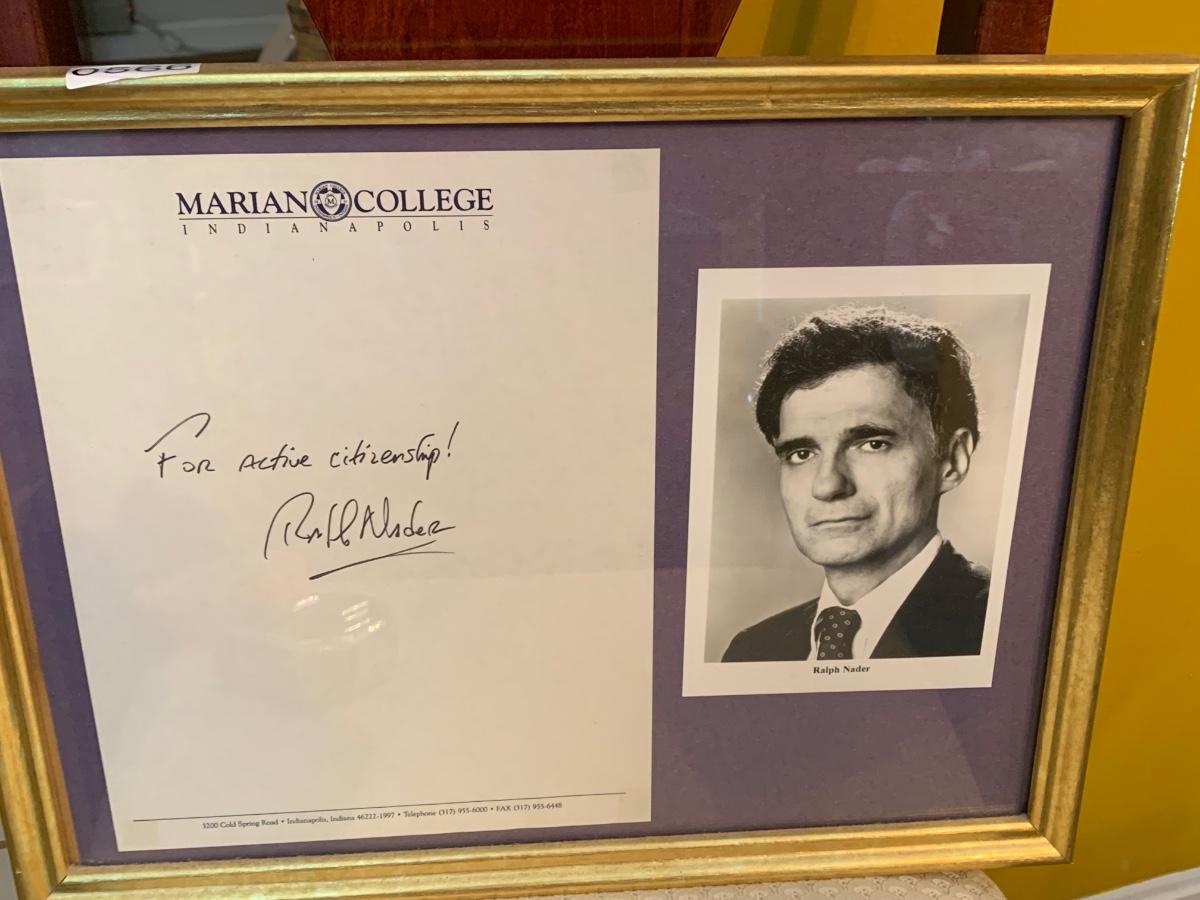 MARIAN COLLEGE
INDIANAPOLIS
For active citizenship!
Ralph Nader
3200 Cold Spring Road • Indianapolis, Indiana 46222-1997 • Telephone (317) 955-6000 • FAX (317) 955-6448
Ralph Nader